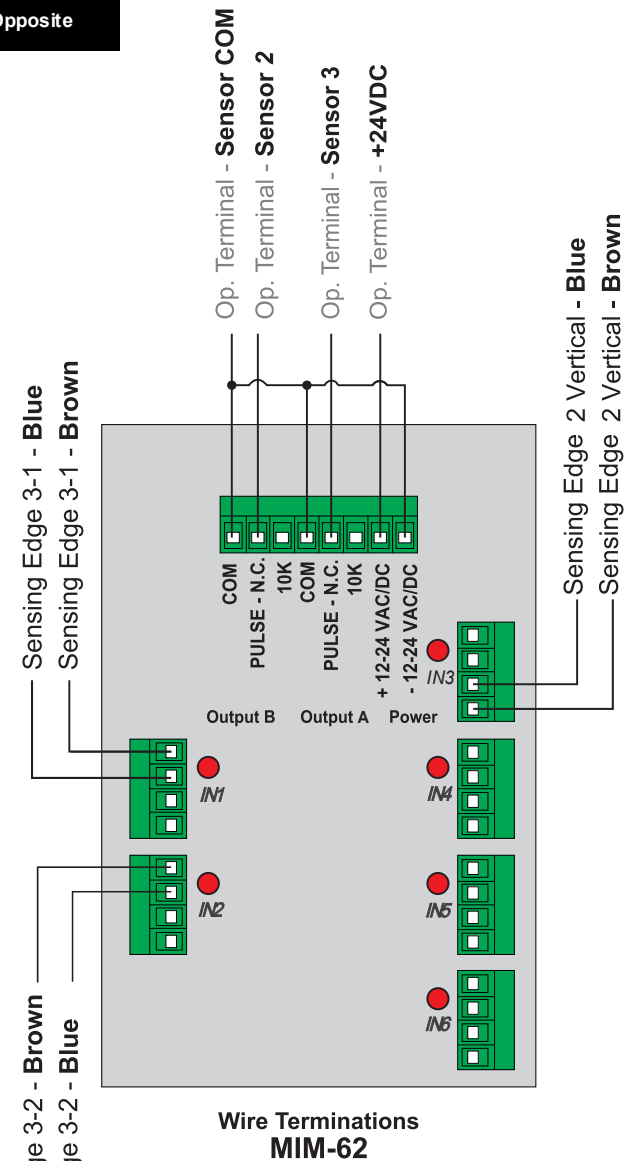 Opposite
Op. Terminal - Sensor COM
Op. Terminal - Sensor 2
Op. Terminal - Sensor 3
Op. Terminal - +24VDC
Sensing Edge 2 Vertical - Blue
Sensing Edge 2 Vertical - Brown
Sensing Edge 3-1 - Blue
Sensing Edge 3-1 - Brown
COM
PULSE - N.C.
10K
COM
PULSE - N.C.
10K
+ 12-24 VAC/DC
- 12-24 VAC/DC
Output B
Output A
Power
IN3
IN1
IN4
IN2
IN5
IN6
3-2 - Brown
3-2 - Blue
Wire Terminations
MIM-62